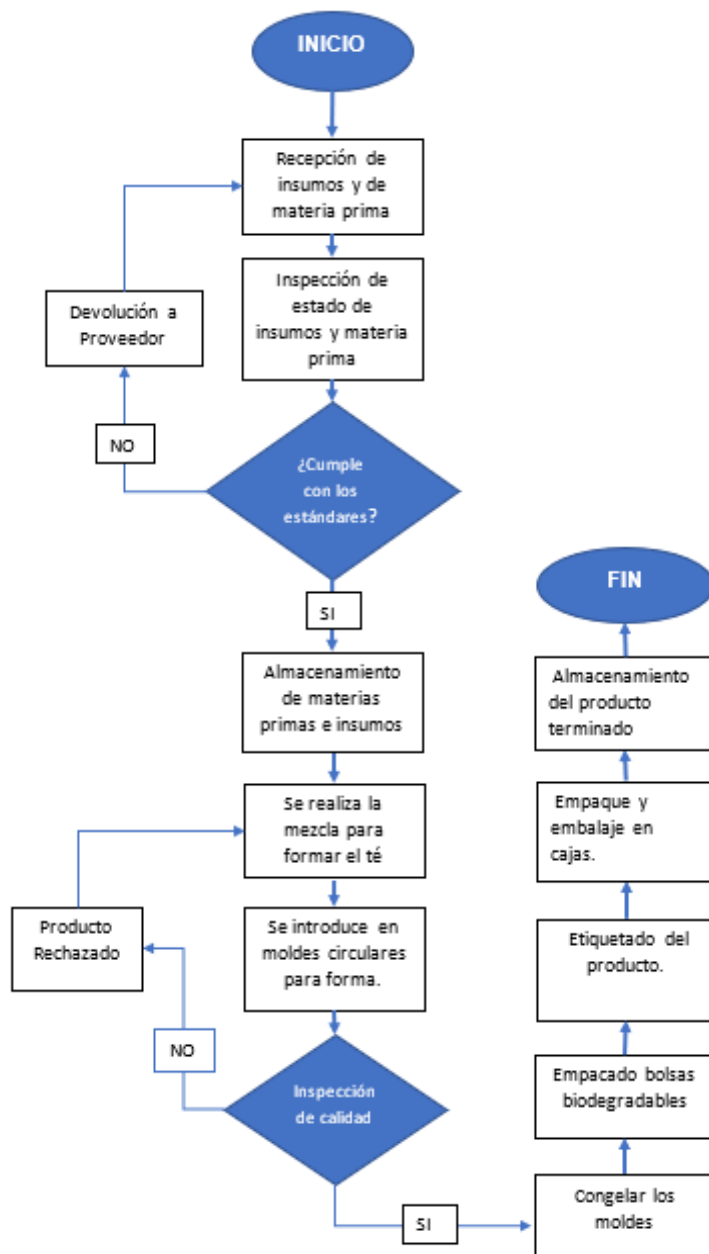 INICIO
Recepción de
insumos y de
materia prima
Inspección de
estado de
insumos y materia
prima
Devolución a
Proveedor
NO
¿Cumple
con los
estándares?
SI
Almacenamiento
de materias
primas e insumos
Se realiza la
mezcla para
formar el té
Producto
Rechazado
Se introduce en
moldes circulares
para forma.
NO
Inspección
de calidad
SI
Congelar los
moldes
Empacado bolsas
biodegradables
Etiquetado del
producto.
Empaque y
embalaje en
cajas.
Almacenamiento
del producto
terminado
FIN